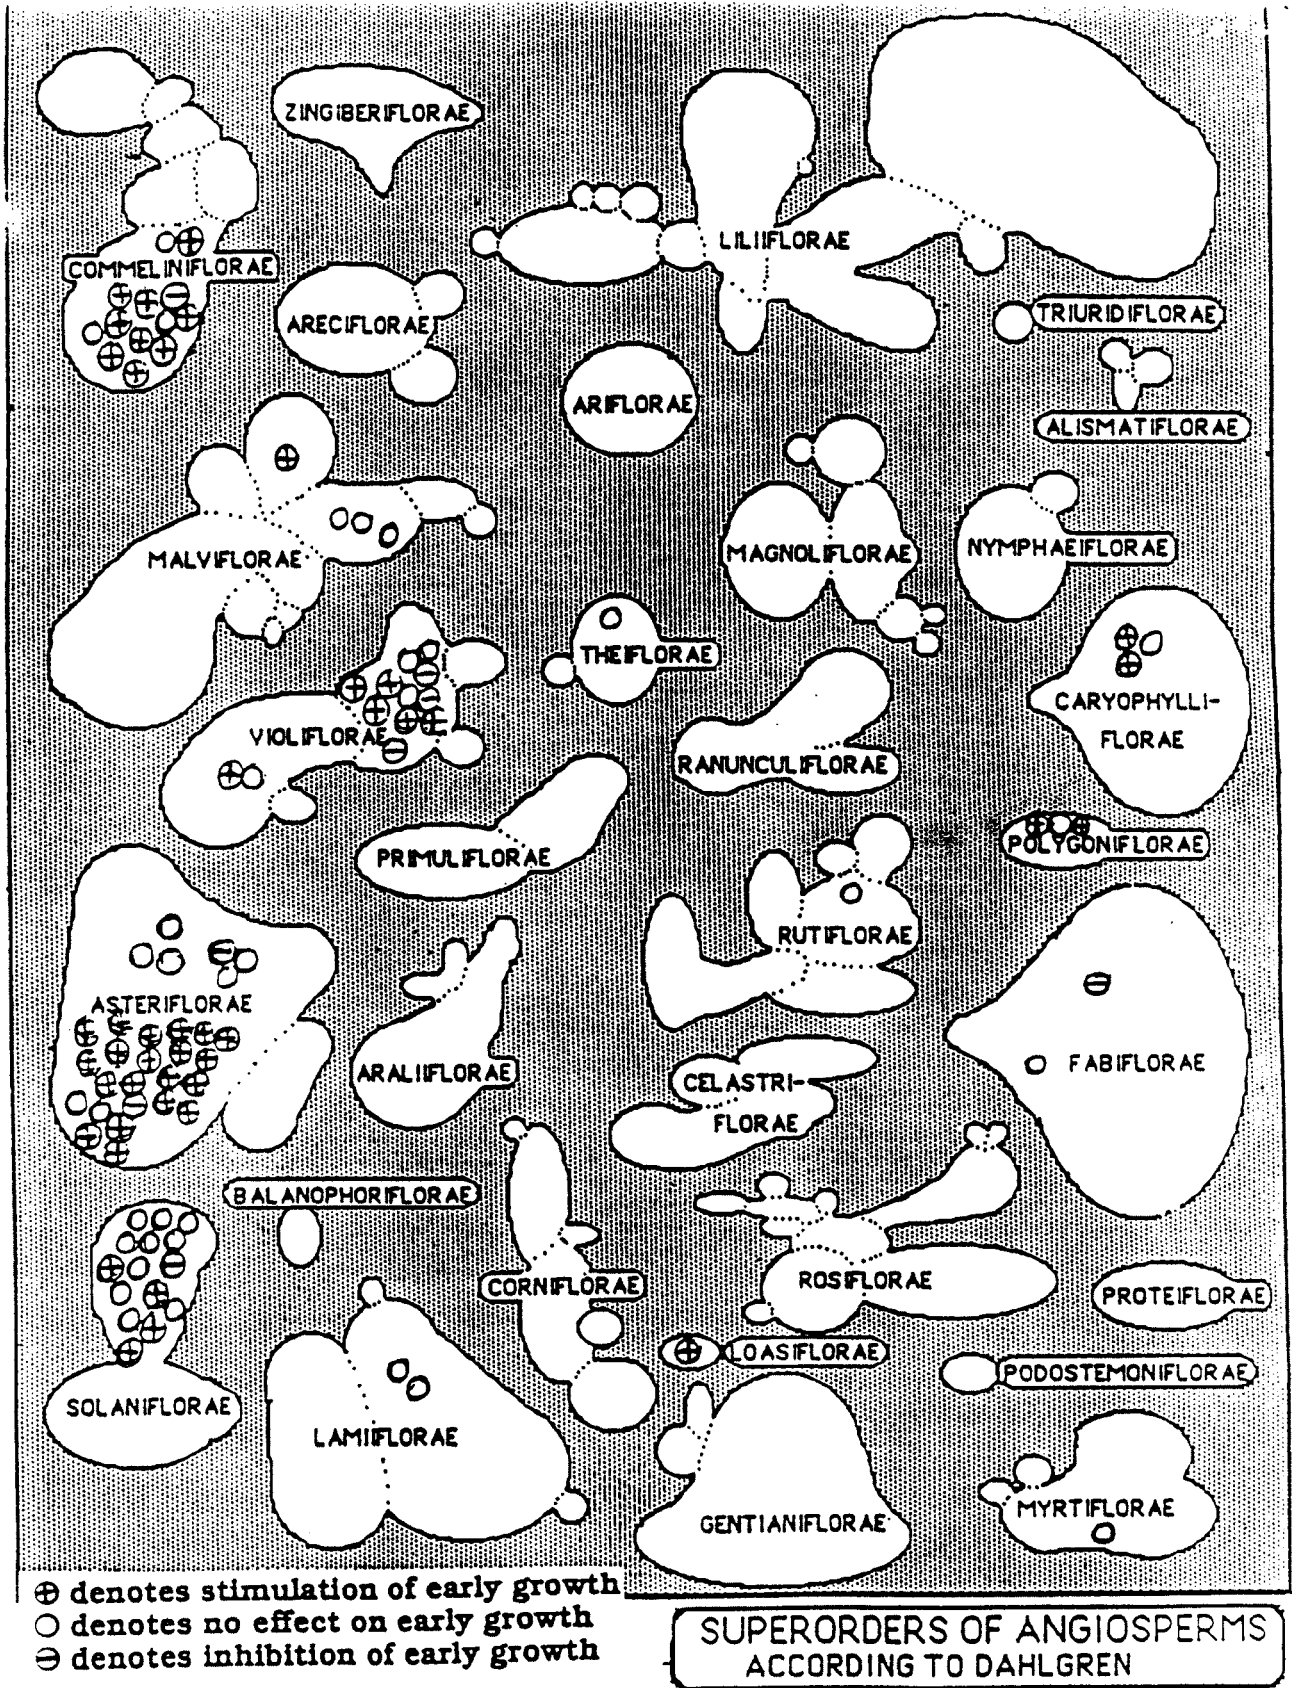 ZINGIBERIFLORAE
LILIIFLORAE
COMMELINIFLORAE
ARECIFLORAE
TRIURIDIFLORAE
ARIFLORAE
ALISMATIFLORAE
MALVIFLORAE
MAGNOLIFLORAE
NYMPHAEIFLORAE
THEIFLORAE
CARYOPHYLLI-
FLORAE
VIOLIFLORAE
RANUNCULIFLORAE
POLYGONIFLORAE
PRIMULIFLORAE
RUTIFLORAE
ASTERIFLORAE
ARALIIFLORAE
CELASTRI-
FLORAE
FABIFLORAE
BALANOPHORIFLORAE
CORNIFLORAE
ROSIFLORAE
PROTEIFLORAE
LOASIFLORAE
PODOSTEMONIFLORAE
SOLANIFLORAE
LAMIIFLORAE
GENTIANIFLORAE
MYRTIFLORAE
⊕ denotes stimulation of early growth
○ denotes no effect on early growth
⊖ denotes inhibition of early growth
SUPERORDERS OF ANGIOSPERMS
ACCORDING TO DAHLGREN